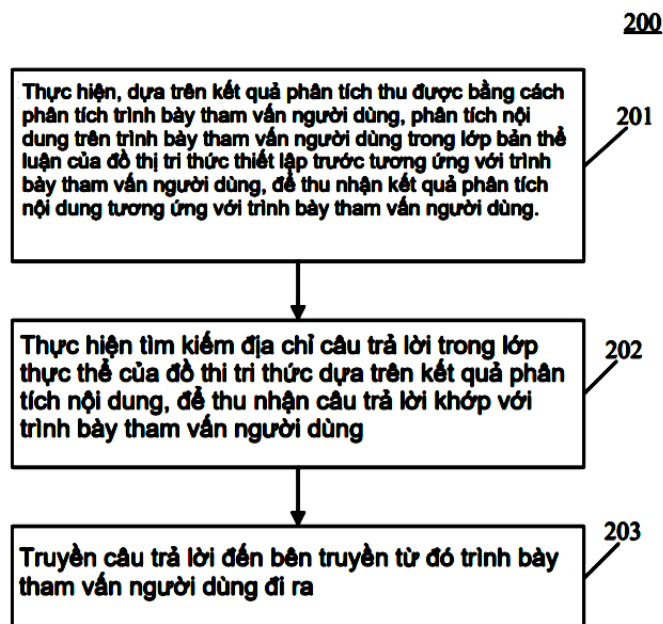 200
Thực hiện, dựa trên kết quả phân tích thu được bằng cách
phân tích trình bày tham vấn người dùng, phân tích nội
dung trên trình bày tham vấn người dùng trong lớp bản thể
luận của đồ thị tri thức thiết lập trước tương ứng với trình
bày tham vấn người dùng, để thu nhận kết quả phân tích
nội dung tương ứng với trình bày tham vấn người dùng.
201
Thực hiện tìm kiếm địa chỉ câu trả lời trong lớp
thực thể của đồ thi tri thức dựa trên kết quả phân
tích nội dung, để thu nhận câu trả lời khớp với
trình bày tham vấn người dùng
202
Truyền câu trả lời đến bên truyền từ đó trình bày
tham vấn người dùng đi ra
203